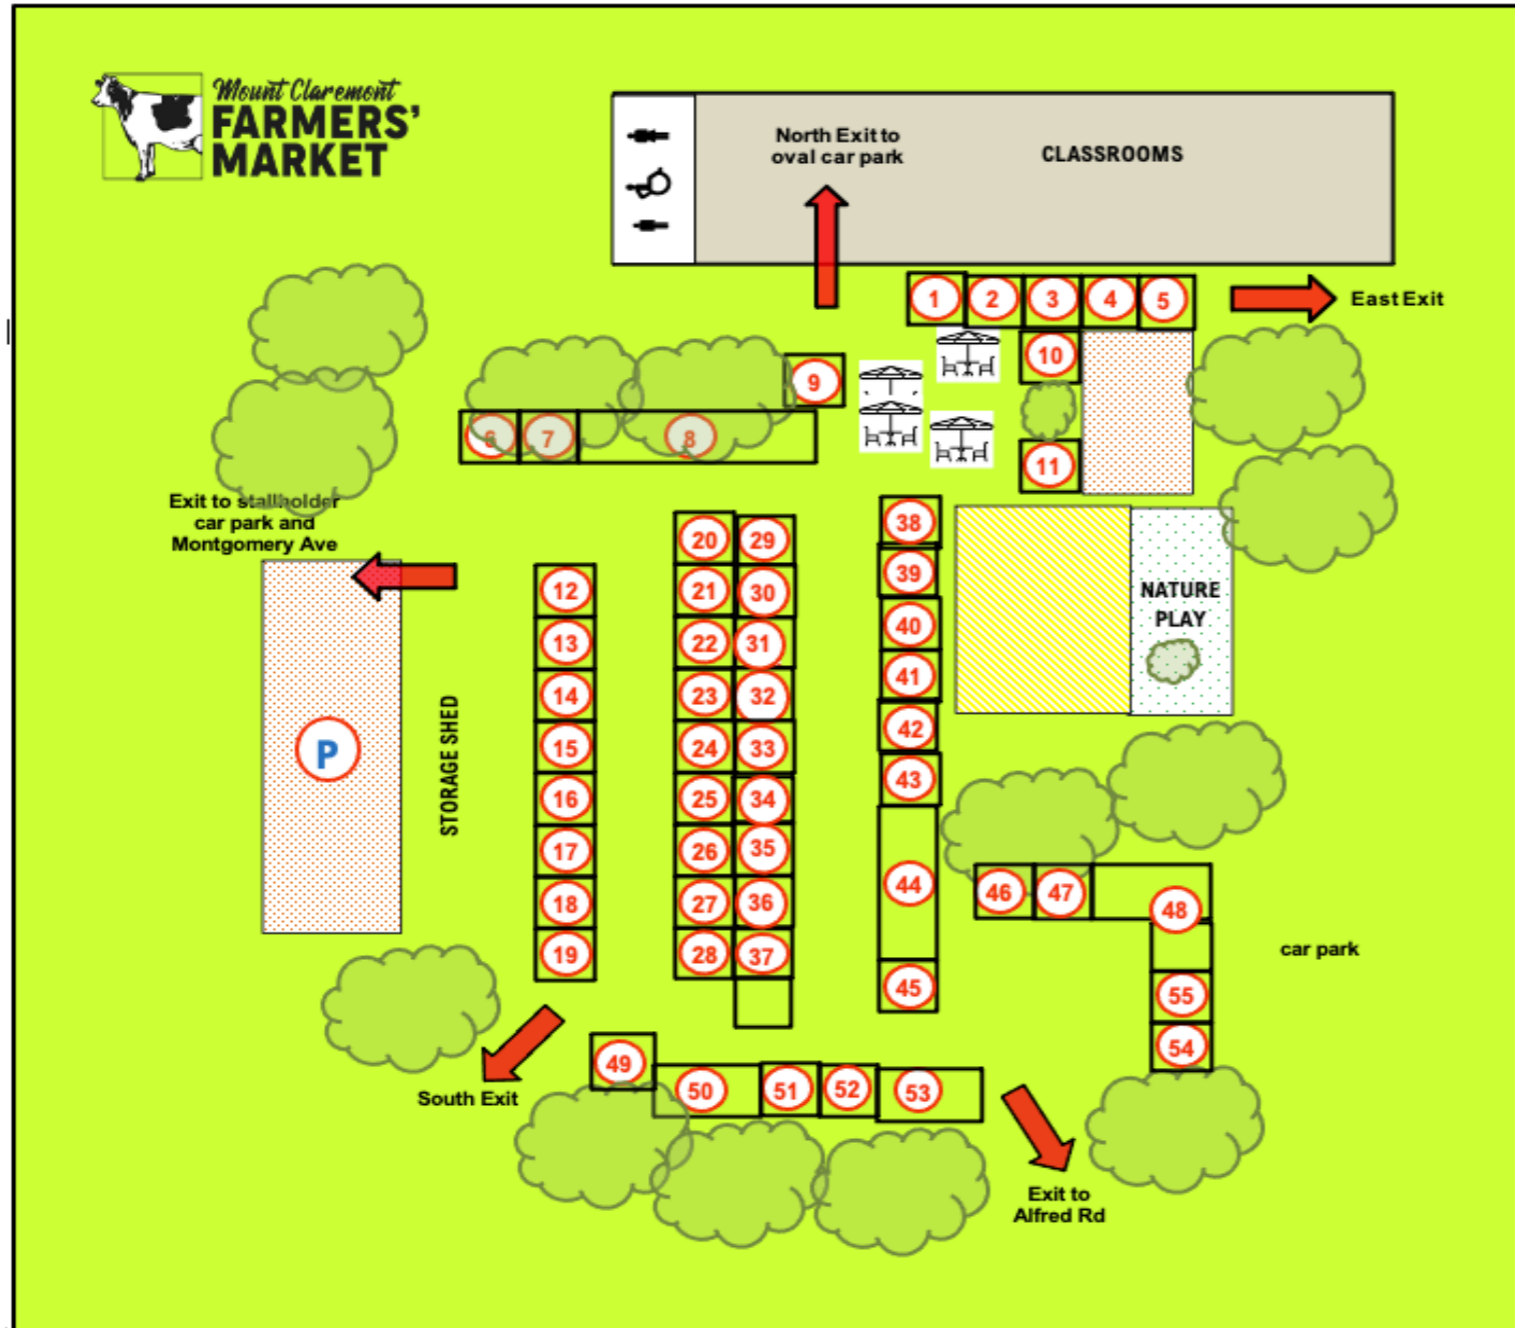 Mount Claremont
FARMERS'
MARKET
North Exit to
oval car park
CLASSROOMS
1 2 3 4 5
East Exit
10
9
6 7 8
11
Exit to stallholder
car park and
Montgomery Ave
20 29
38
12
21 30
39
NATURE
PLAY
13
22 31
40
14
23 32
41
P
STORAGE SHED
15
24 33
42
16
25 34
43
17
26 35
44
46 47 48
18
27 36
19
28 37
car park
45
55
54
49
50 51 52 53
South Exit
Exit to
Alfred Rd